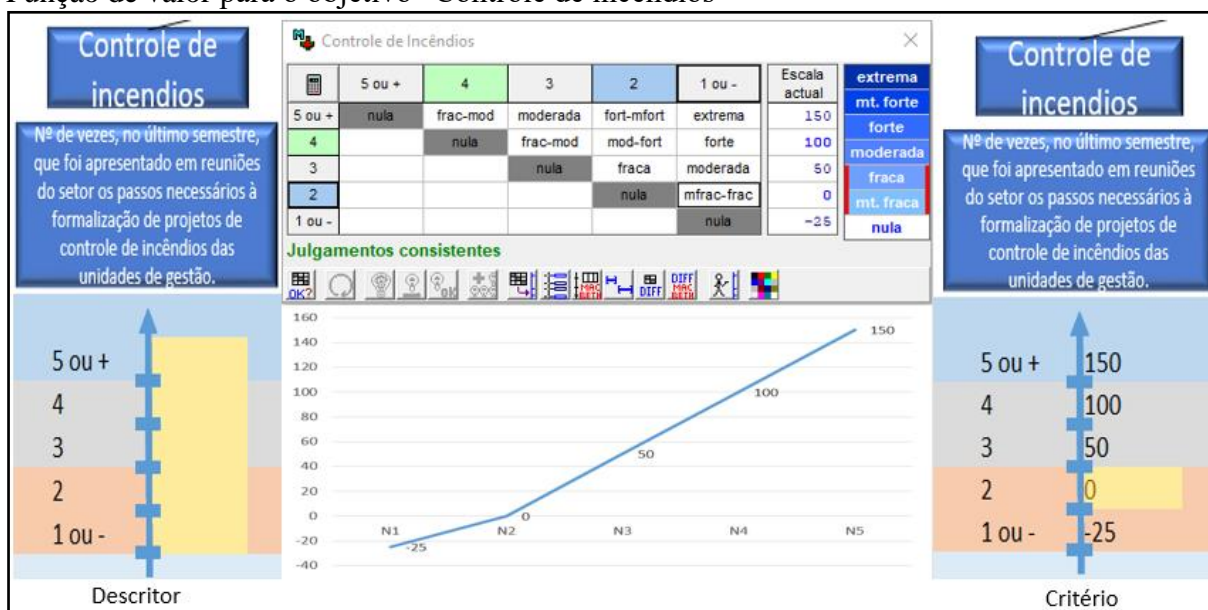 Função de valor para o objetivo "Controle de incêndios"
Controle de
incendios
Nº de vezes, no último semestre,
que foi apresentado em reuniões
do setor os passos necessários à
formalização de projetos de
controle de incêndios das
unidades de gestão.
5 ou +
4
3
2
1 ou -
Descritor
Controle de Incêndios
5 ou + 4 3 2 1 ou - Escala actual
5 ou + nula frac-mod moderada fort-mfort extrema 150
4 nula frac-mod mod-fort forte 100
3 nula fraca moderada 50
2 nula mfrac-frac 0
1 ou - nula -25
extrema
mt. forte
forte
moderada
fraca
mt. fraca
nula
Julgamentos consistentes
OK? OK DIFF MAC BETH DIFF MAC BETH
160
140
120
100
80
60
40
20
0
-20
-40
N1 N2 N3 N4 N5
-25
0
50
100
150
Controle de
incendios
Nº de vezes, no último semestre,
que foi apresentado em reuniões
do setor os passos necessários à
formalização de projetos de
controle de incêndios das
unidades de gestão.
5 ou + 150
4 100
3 50
2 0
1 ou - -25
Critério